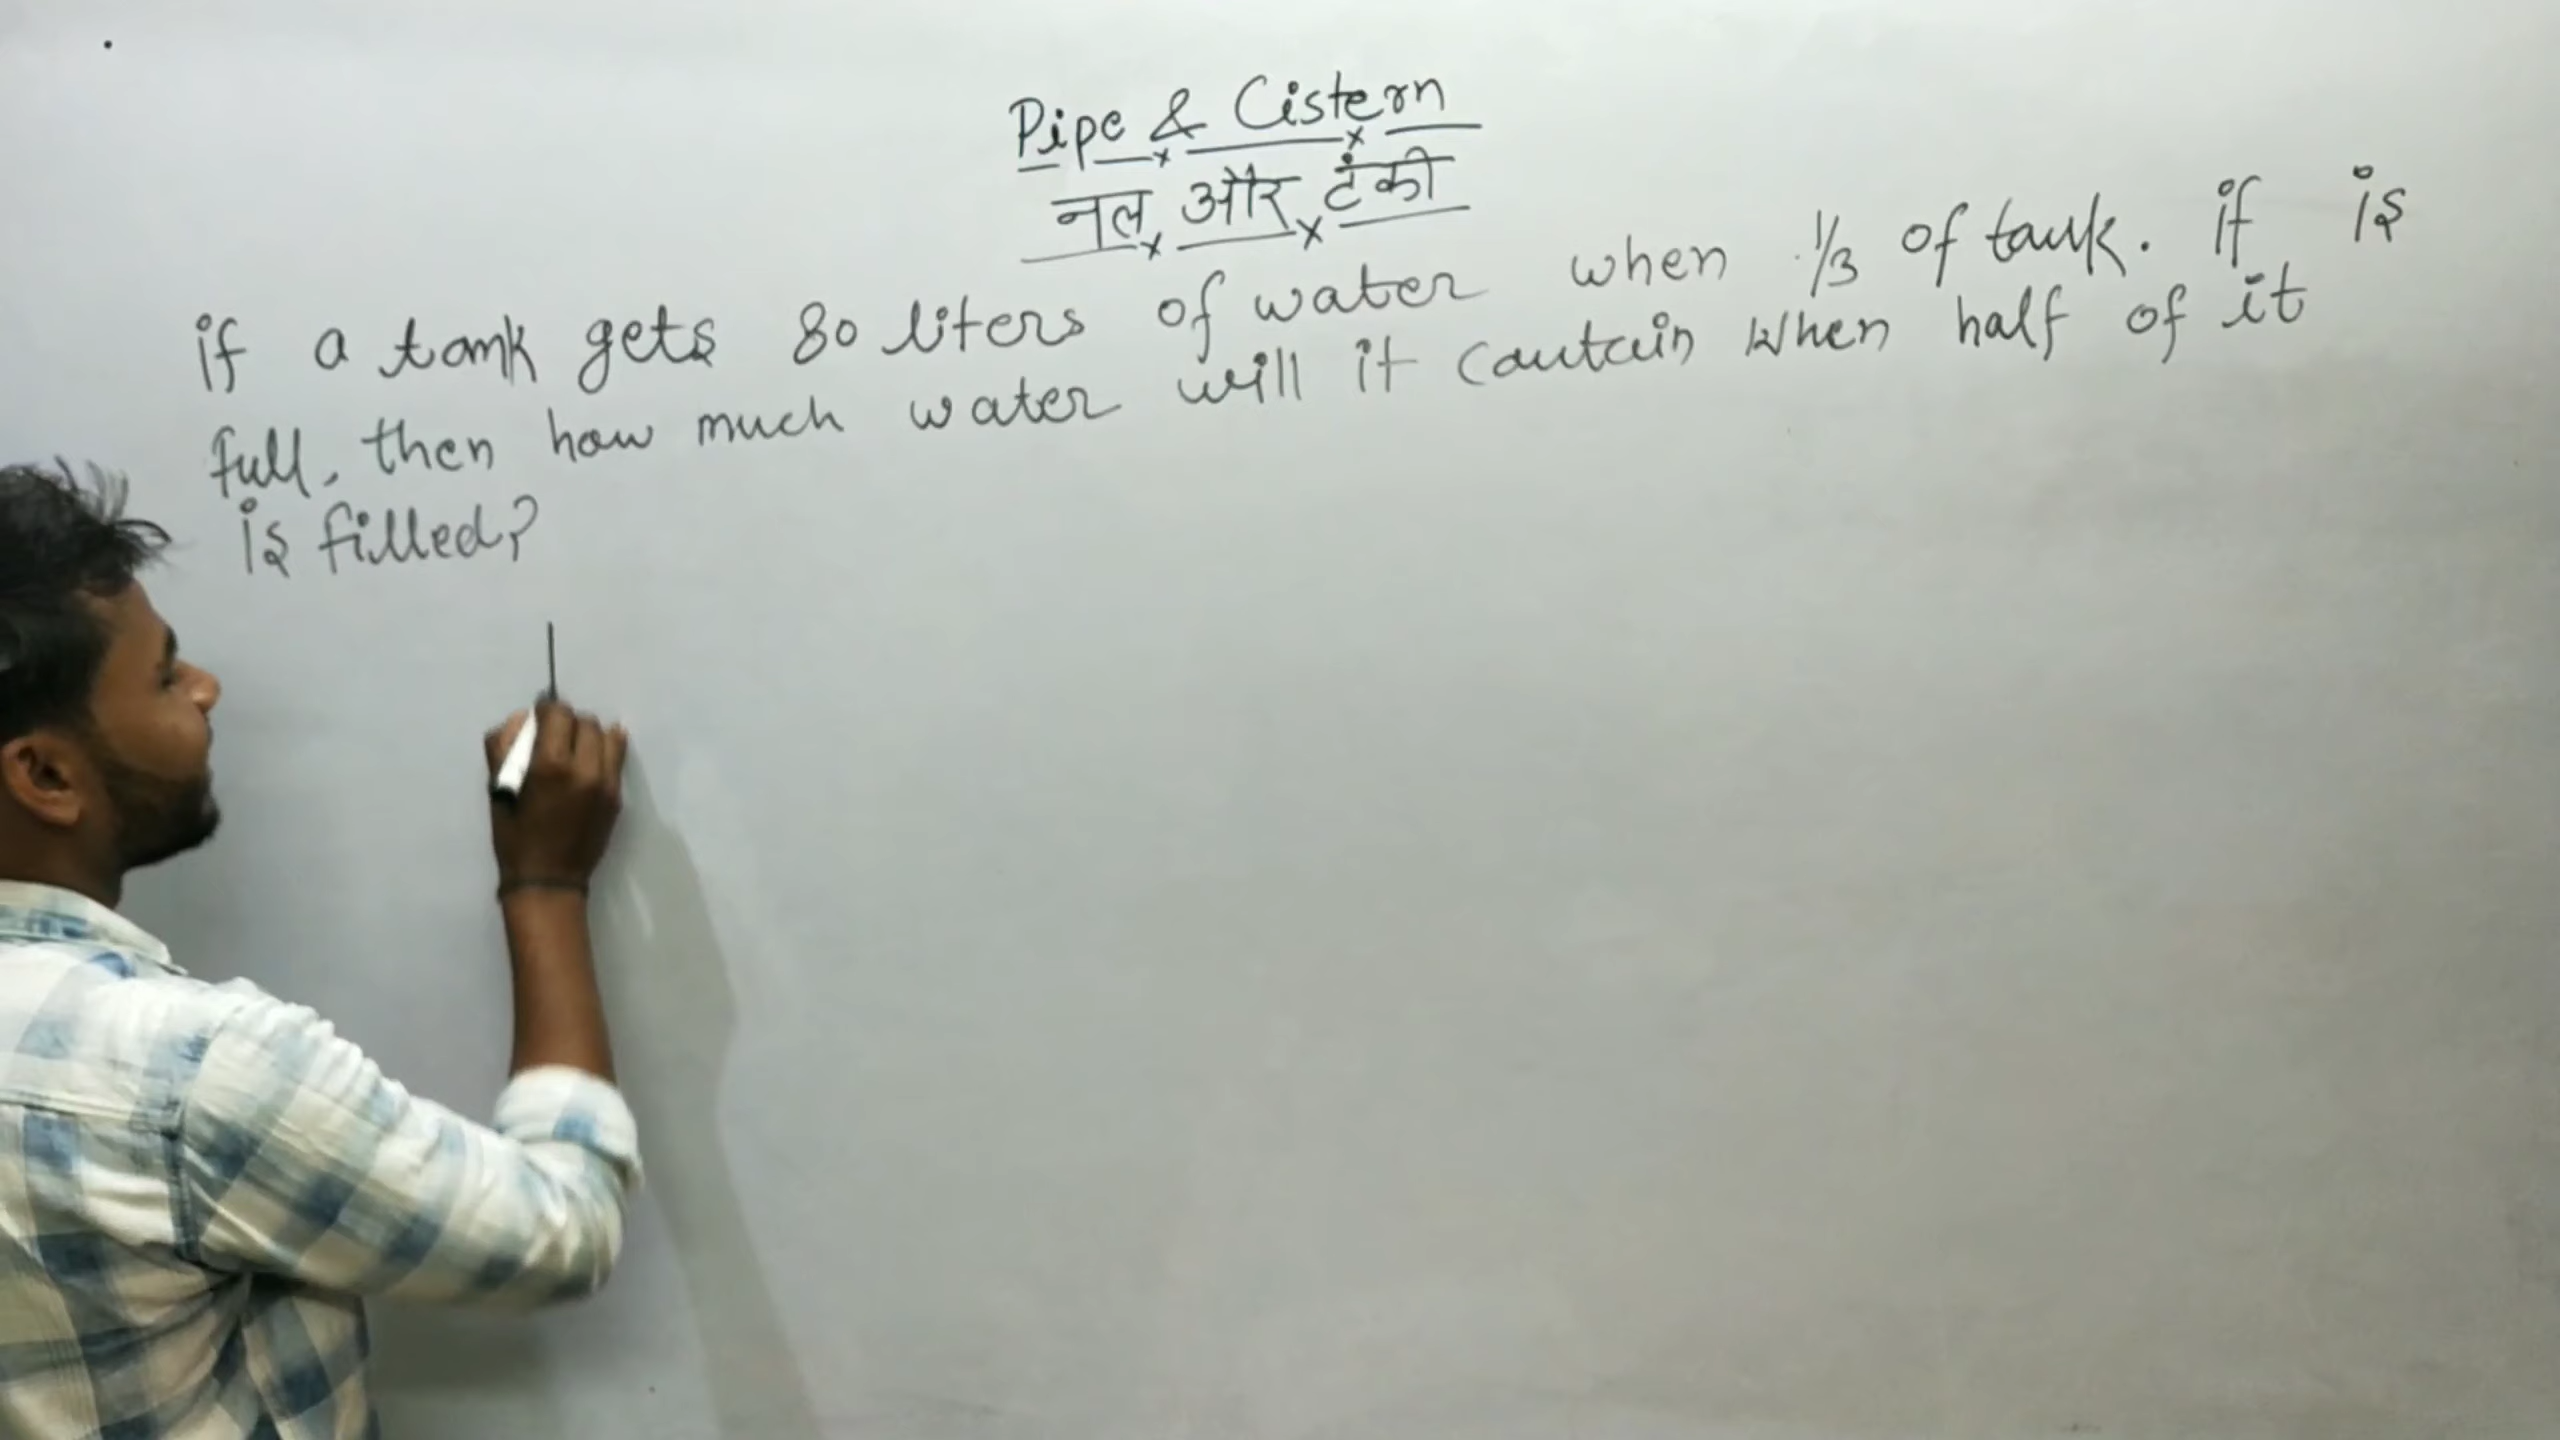 Pipe & Cistern
नल और टंकी
if a tank gets 80 liters of water when 1/3 of tank. if is
full, then how much water will it contain when half of it
is filled?